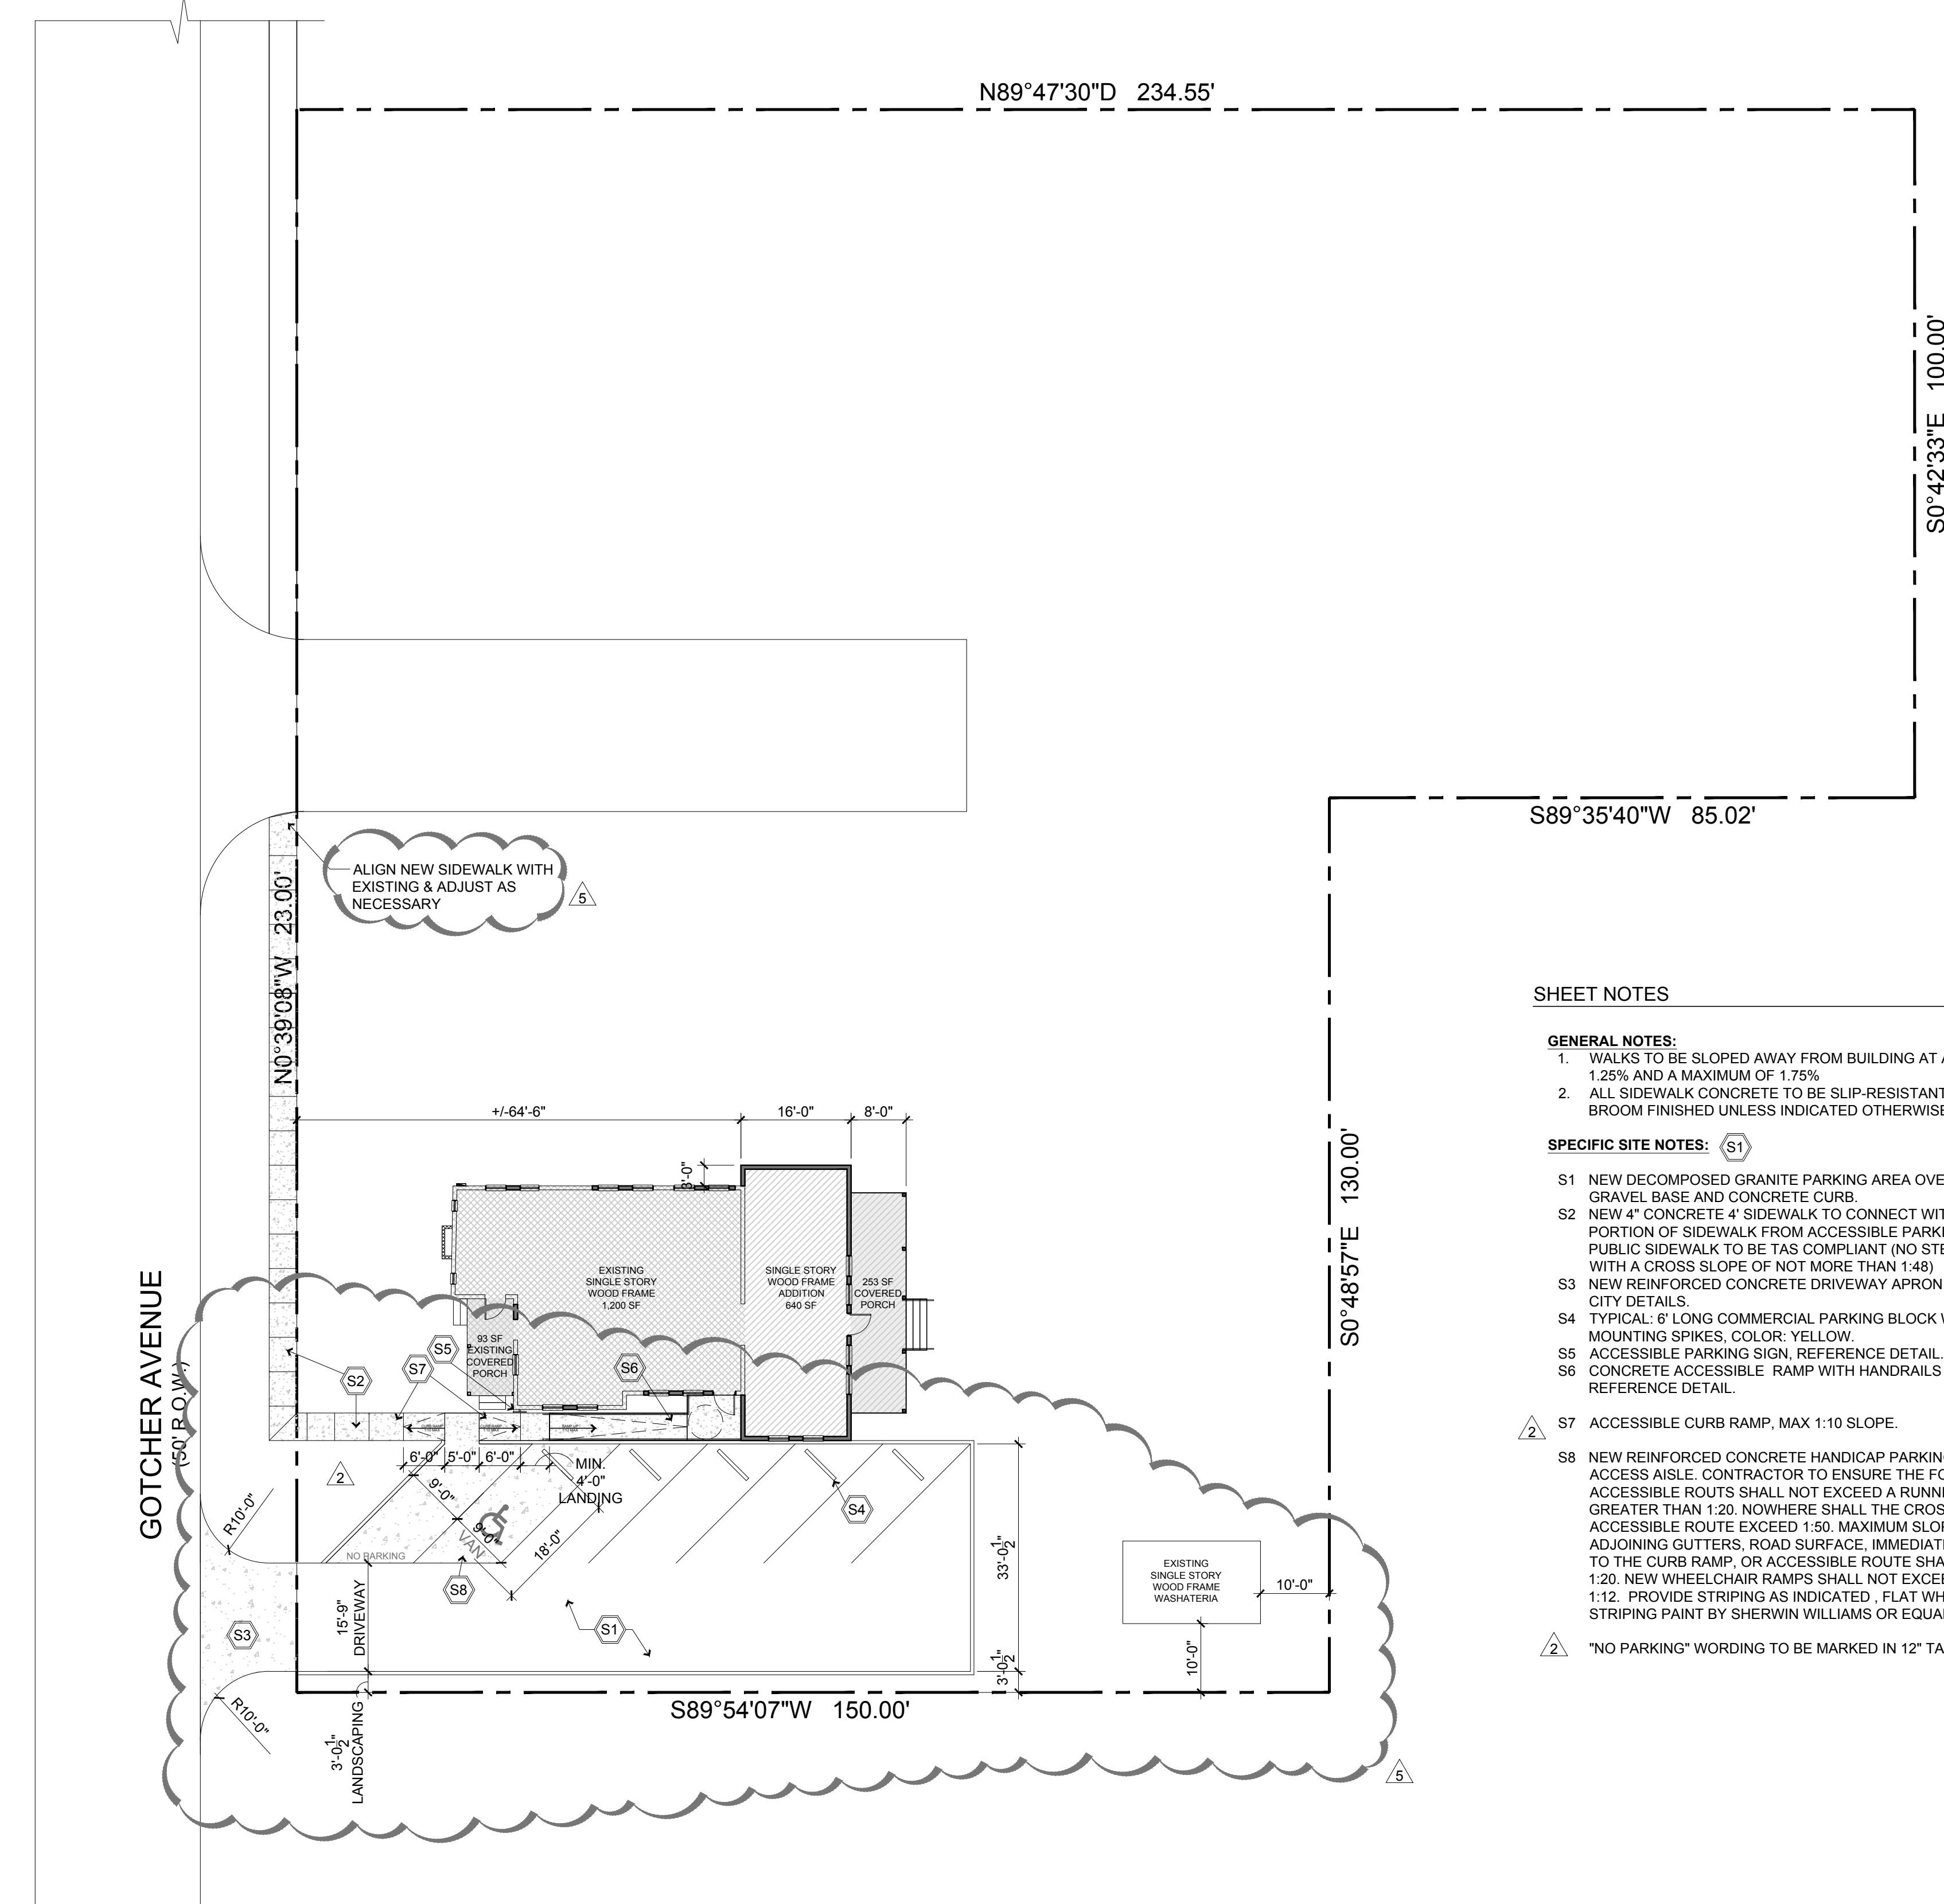 N89°47'30"D 234.55'
S0°42'33"E 100.00'
S89°35'40"W 85.02'
ALIGN NEW SIDEWALK WITH
EXISTING & ADJUST AS
NECESSARY
5
N0°39'08"W 23.00'
S0°48'57"E 130.00'
GOTCHER AVENUE
(50' R.O.W.)
+/-64'-6"
16'-0"
8'-0"
3'-0"
EXISTING
SINGLE STORY
WOOD FRAME
1,200 SF
SINGLE STORY
WOOD FRAME
ADDITION
640 SF
253 SF
COVERED
PORCH
93 SF
EXISTING
COVERED
PORCH
S5
S7
S6
S2
6'-0"
5'-0"
6'-0"
MIN.
4'-0"
LANDING
2
9'-0"
9'-0"
18'-0"
VAN
NO PARKING
S4
S8
S1
S3
R10'-0"
R10'-0"
15'-9"
DRIVEWAY
3'-0 1/2"
LANDSCAPING
33'-0 1/2"
3'-0 1/2"
EXISTING
SINGLE STORY
WOOD FRAME
WASHATERIA
10'-0"
10'-0"
S89°54'07"W 150.00'
5
SHEET NOTES
GENERAL NOTES:
1. WALKS TO BE SLOPED AWAY FROM BUILDING AT A
1.25% AND A MAXIMUM OF 1.75%
2. ALL SIDEWALK CONCRETE TO BE SLIP-RESISTANT
BROOM FINISHED UNLESS INDICATED OTHERWISE
SPECIFIC SITE NOTES: S1
S1 NEW DECOMPOSED GRANITE PARKING AREA OVE
GRAVEL BASE AND CONCRETE CURB.
S2 NEW 4" CONCRETE 4' SIDEWALK TO CONNECT WIT
PORTION OF SIDEWALK FROM ACCESSIBLE PARK
PUBLIC SIDEWALK TO BE TAS COMPLIANT (NO STE
WITH A CROSS SLOPE OF NOT MORE THAN 1:48)
S3 NEW REINFORCED CONCRETE DRIVEWAY APRON
CITY DETAILS.
S4 TYPICAL: 6' LONG COMMERCIAL PARKING BLOCK W
MOUNTING SPIKES, COLOR: YELLOW.
S5 ACCESSIBLE PARKING SIGN, REFERENCE DETAIL.
S6 CONCRETE ACCESSIBLE RAMP WITH HANDRAILS
REFERENCE DETAIL.
2 S7 ACCESSIBLE CURB RAMP, MAX 1:10 SLOPE.
S8 NEW REINFORCED CONCRETE HANDICAP PARKIN
ACCESS AISLE. CONTRACTOR TO ENSURE THE FO
ACCESSIBLE ROUTS SHALL NOT EXCEED A RUNN
GREATER THAN 1:20. NOWHERE SHALL THE CROS
ACCESSIBLE ROUTE EXCEED 1:50. MAXIMUM SLOP
ADJOINING GUTTERS, ROAD SURFACE, IMMEDIAT
TO THE CURB RAMP, OR ACCESSIBLE ROUTE SHA
1:20. NEW WHEELCHAIR RAMPS SHALL NOT EXCEE
1:12. PROVIDE STRIPING AS INDICATED , FLAT WH
STRIPING PAINT BY SHERWIN WILLIAMS OR EQUA
2 "NO PARKING" WORDING TO BE MARKED IN 12" TA